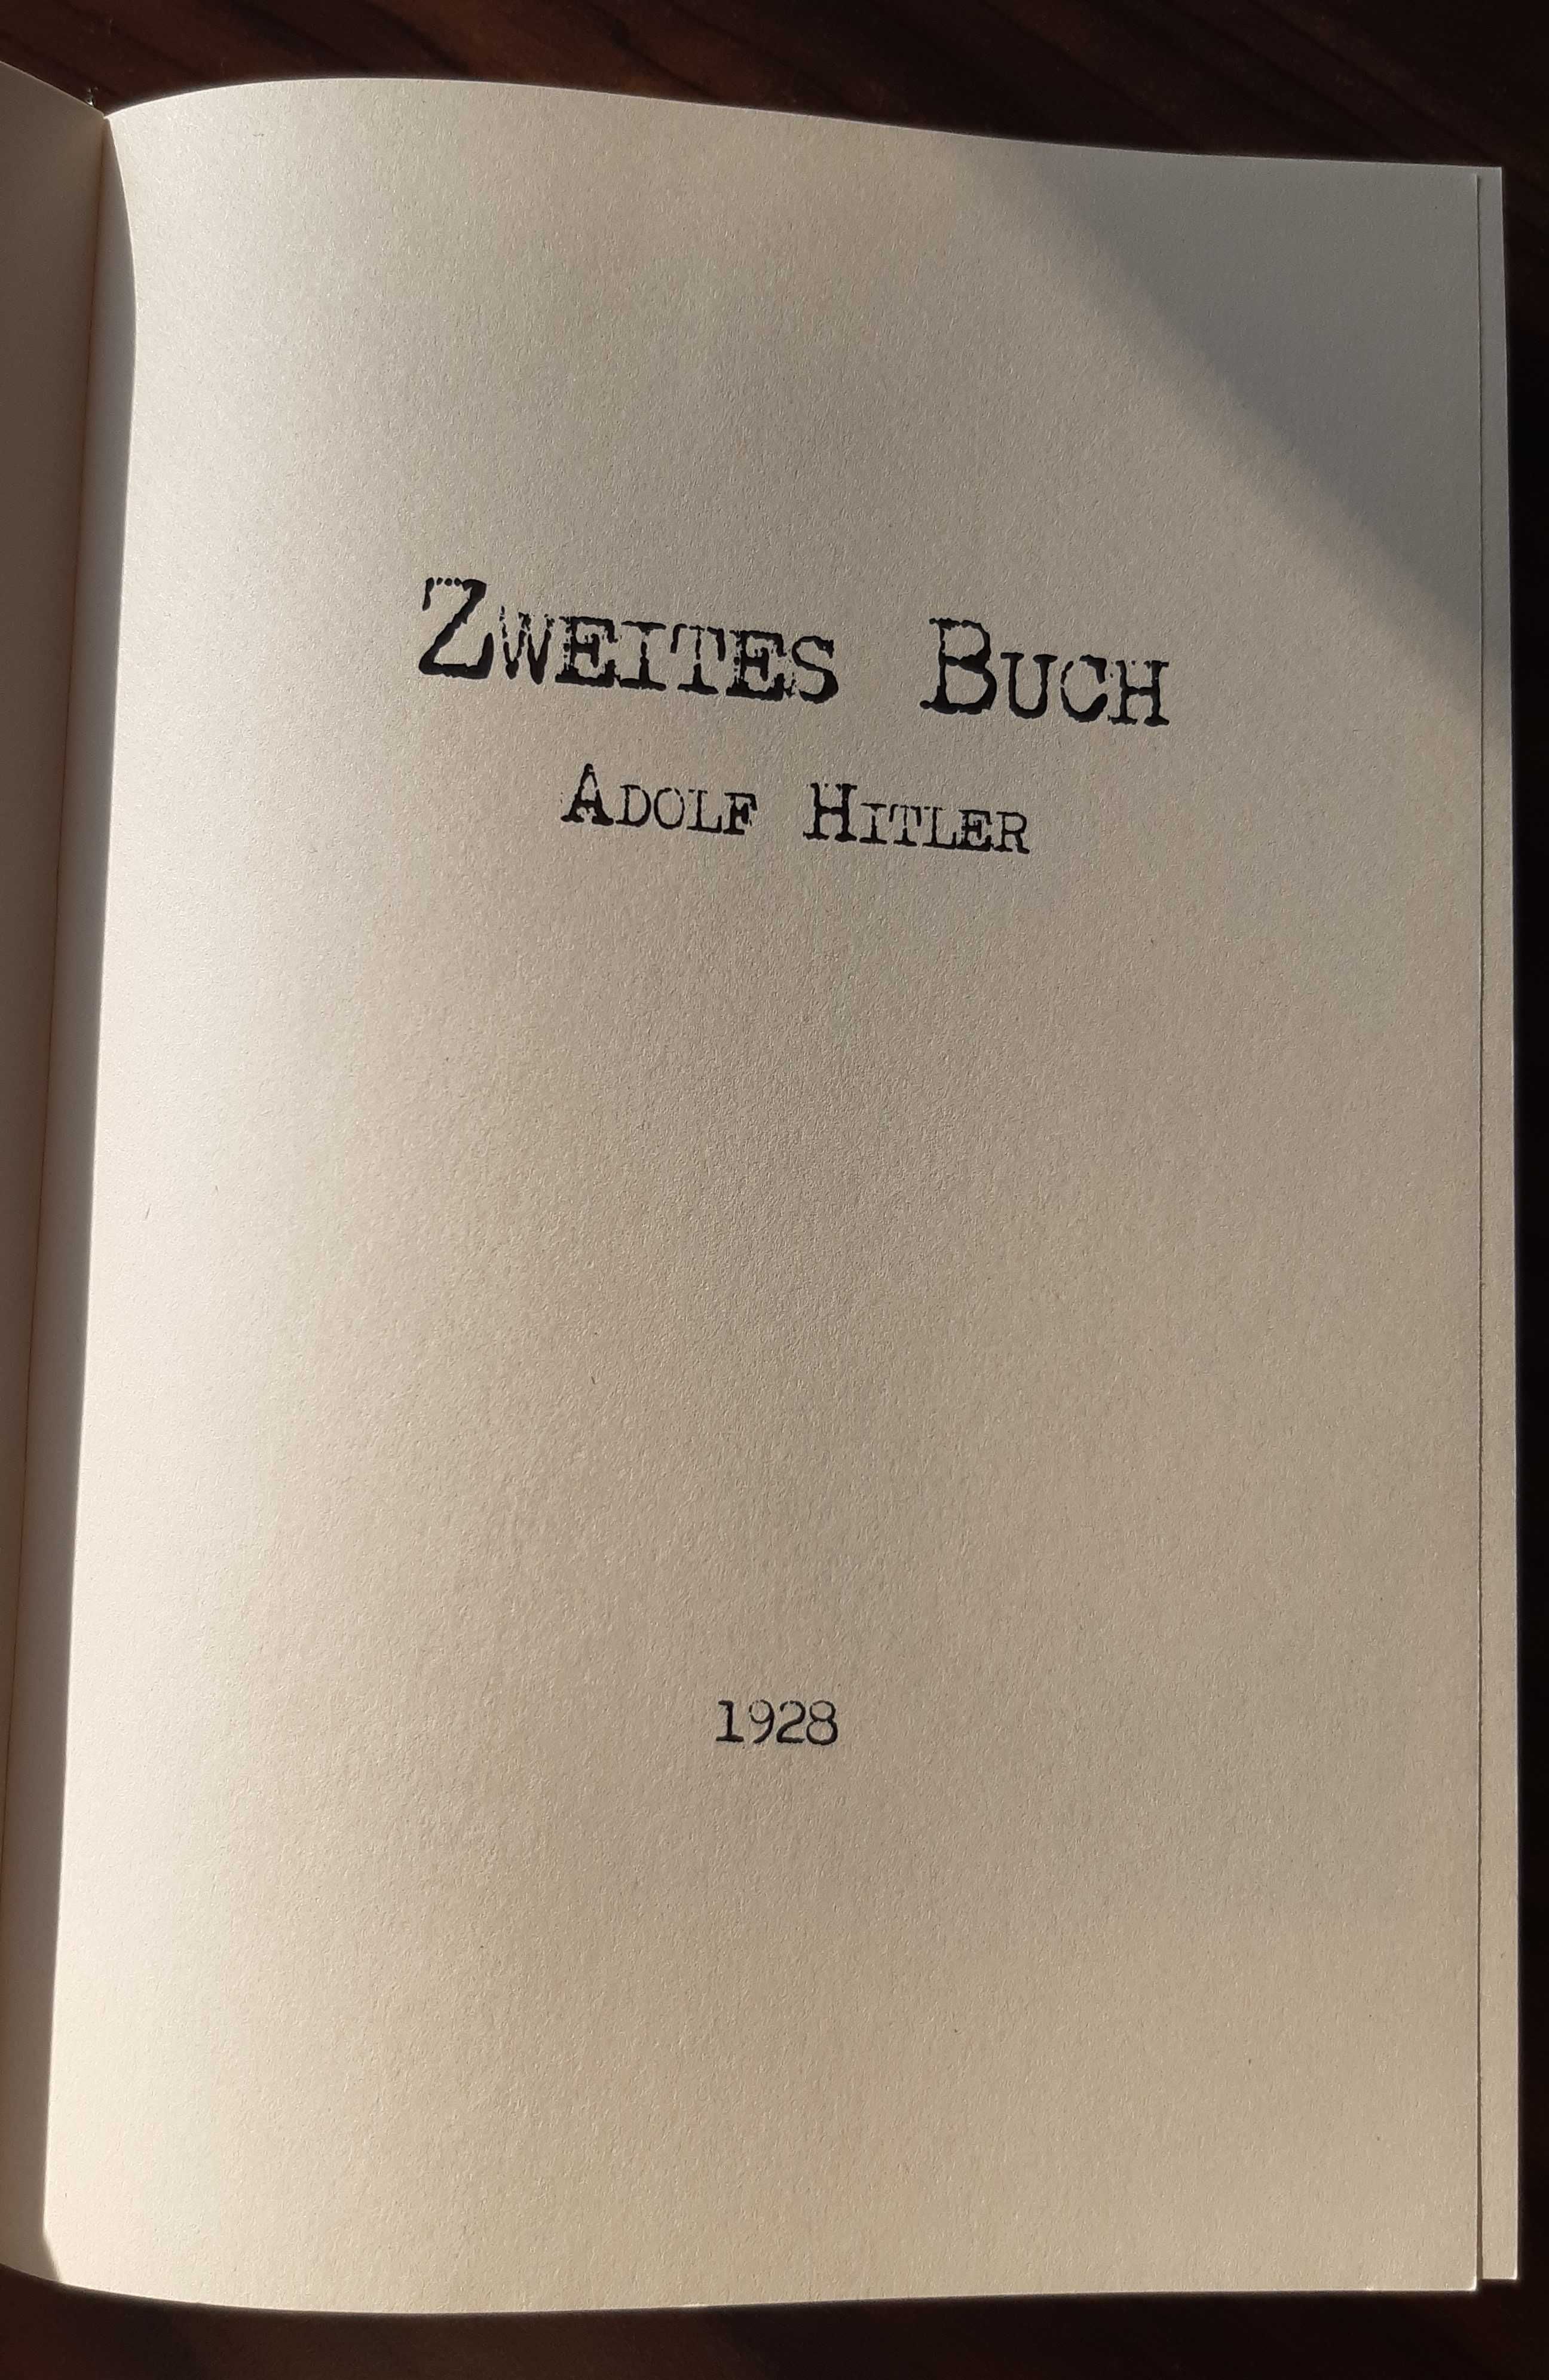 Zweites Buch
Adolf Hitler
1928